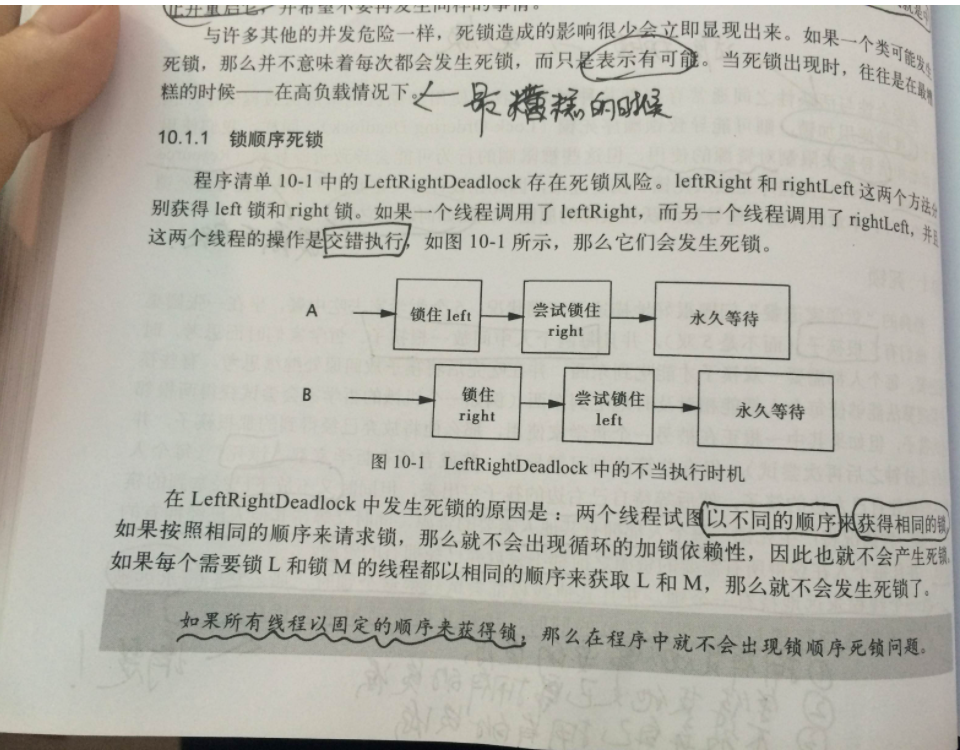 止并重启它，并希望不要再发生同样的事情。
与许多其他的并发危险一样，死锁造成的影响很少会立即显现出来。如果一个类可能发生
死锁，那么并不意味着每次都会发生死锁，而只是表示有可能。当死锁出现时，往往是在最糟
糕的时候——在高负载情况下。
最糟糕的时候
10.1.1 锁顺序死锁
程序清单 10-1 中的 LeftRightDeadlock 存在死锁风险。leftRight 和 rightLeft 这两个方法分
别获得 left 锁和 right 锁。如果一个线程调用了 leftRight，而另一个线程调用了 rightLeft，并且
这两个线程的操作是交错执行，如图 10-1 所示，那么它们会发生死锁。
A 锁住 left 尝试锁住 永久等待
right
B 锁住 尝试锁住 永久等待
right left
图 10-1 LeftRightDeadlock 中的不当执行时机
在 LeftRightDeadlock 中发生死锁的原因是：两个线程试图以不同的顺序来获得相同的锁。
如果按照相同的顺序来请求锁，那么就不会出现循环的加锁依赖性，因此也就不会产生死锁。
如果每个需要锁 L 和锁 M 的线程都以相同的顺序来获取 L 和 M，那么就不会发生死锁了。
如果所有线程以固定的顺序来获得锁，那么在程序中就不会出现锁顺序死锁问题。